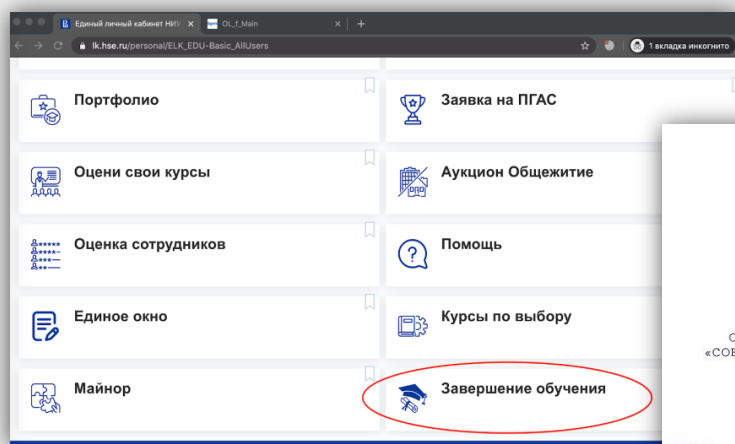 Единый личный кабинет НИУ
OL_f_Main
lk.hse.ru/personal/ELK_EDU-Basic_AllUsers
1 вкладка инкогнито
Портфолио
Заявка на ПГАС
Оцени свои курсы
Аукцион Общежитие
Оценка сотрудников
Помощь
Единое окно
Курсы по выбору
Майнор
Завершение обучения